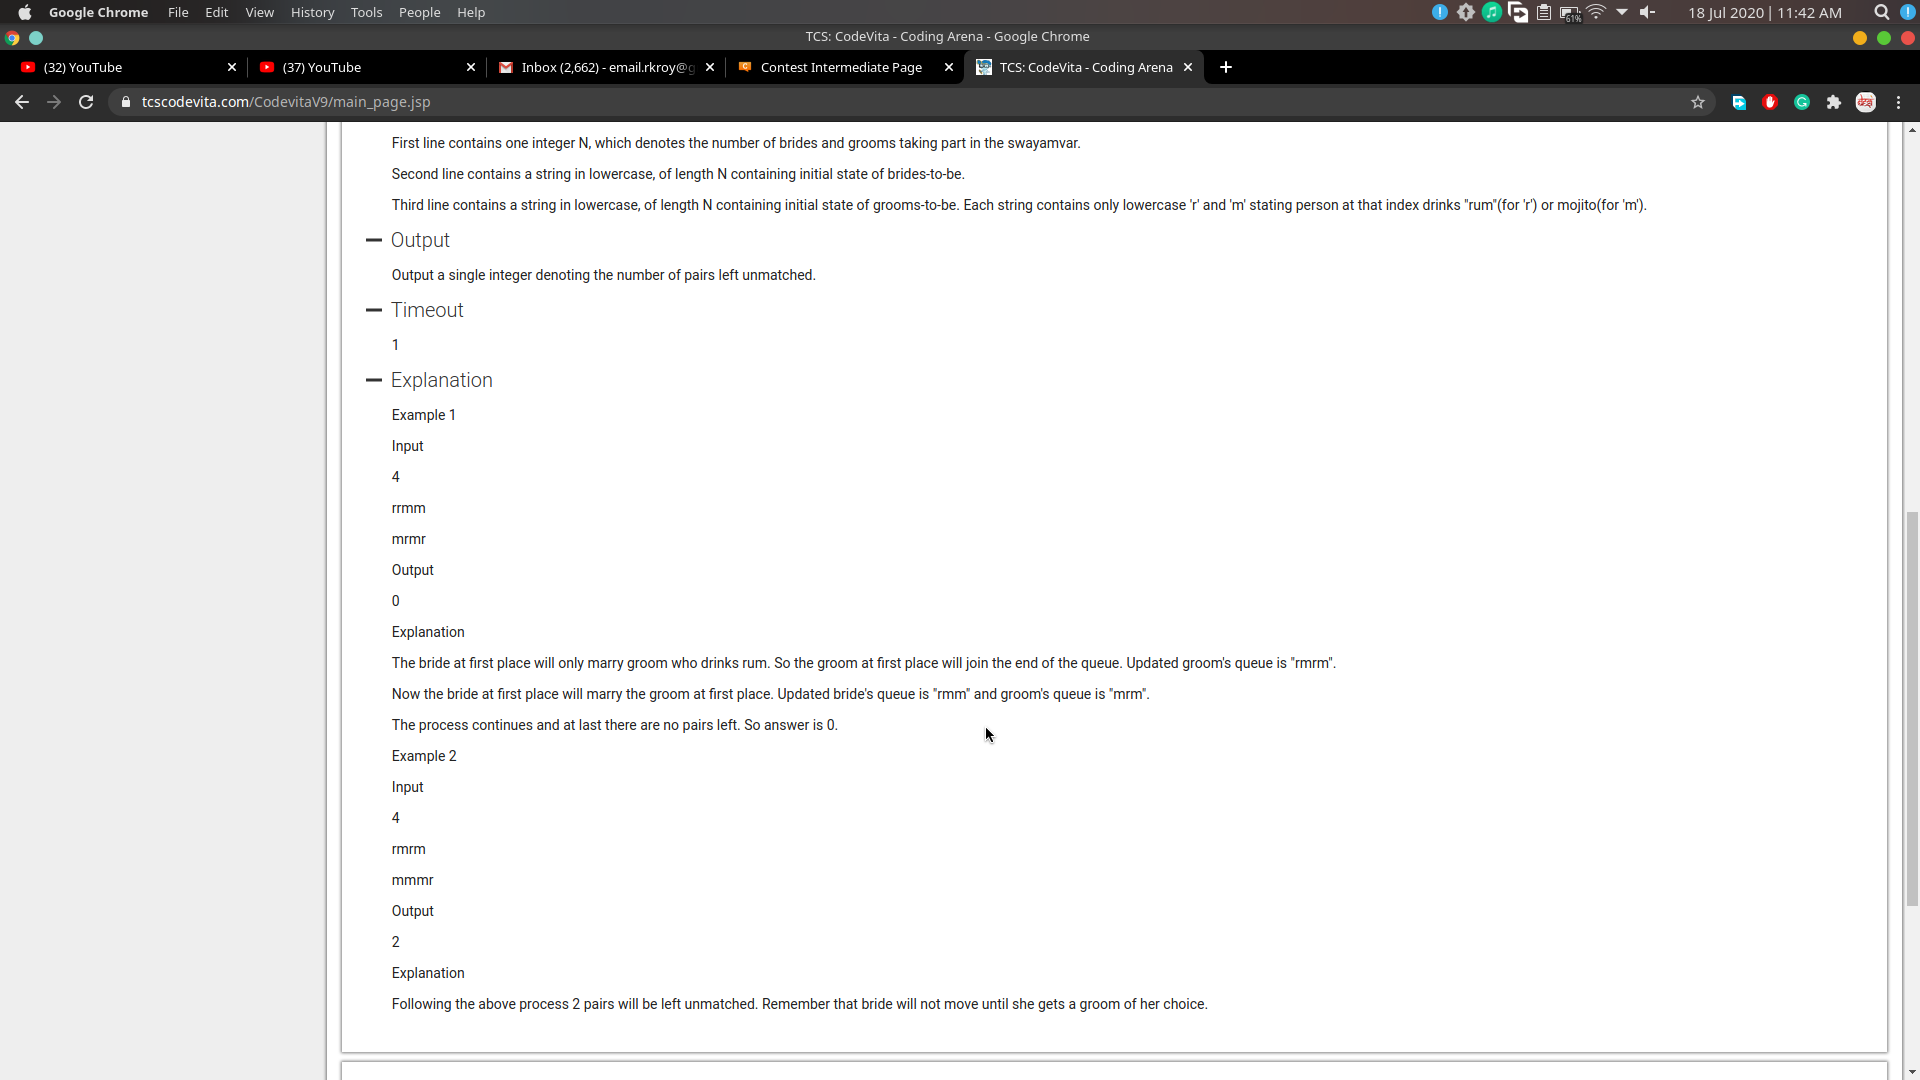 Google Chrome File Edit View History Tools People Help 61% 18 Jul 2020 | 11:42 AM
TCS: CodeVita - Coding Arena - Google Chrome
(32) YouTube (37) YouTube Inbox (2,662) - email.rkroy@g Contest Intermediate Page TCS: CodeVita - Coding Arena
tcscodevita.com/CodevitaV9/main_page.jsp
First line contains one integer N, which denotes the number of brides and grooms taking part in the swayamvar.
Second line contains a string in lowercase, of length N containing initial state of brides-to-be.
Third line contains a string in lowercase, of length N containing initial state of grooms-to-be. Each string contains only lowercase 'r' and 'm' stating person at that index drinks "rum"(for 'r') or mojito(for 'm').
Output
Output a single integer denoting the number of pairs left unmatched.
Timeout
1
Explanation
Example 1
Input
4
rrmm
mrmr
Output
0
Explanation
The bride at first place will only marry groom who drinks rum. So the groom at first place will join the end of the queue. Updated groom's queue is "rmrm".
Now the bride at first place will marry the groom at first place. Updated bride's queue is "rmm" and groom's queue is "mrm".
The process continues and at last there are no pairs left. So answer is 0.
Example 2
Input
4
rmrm
mmmr
Output
2
Explanation
Following the above process 2 pairs will be left unmatched. Remember that bride will not move until she gets a groom of her choice.